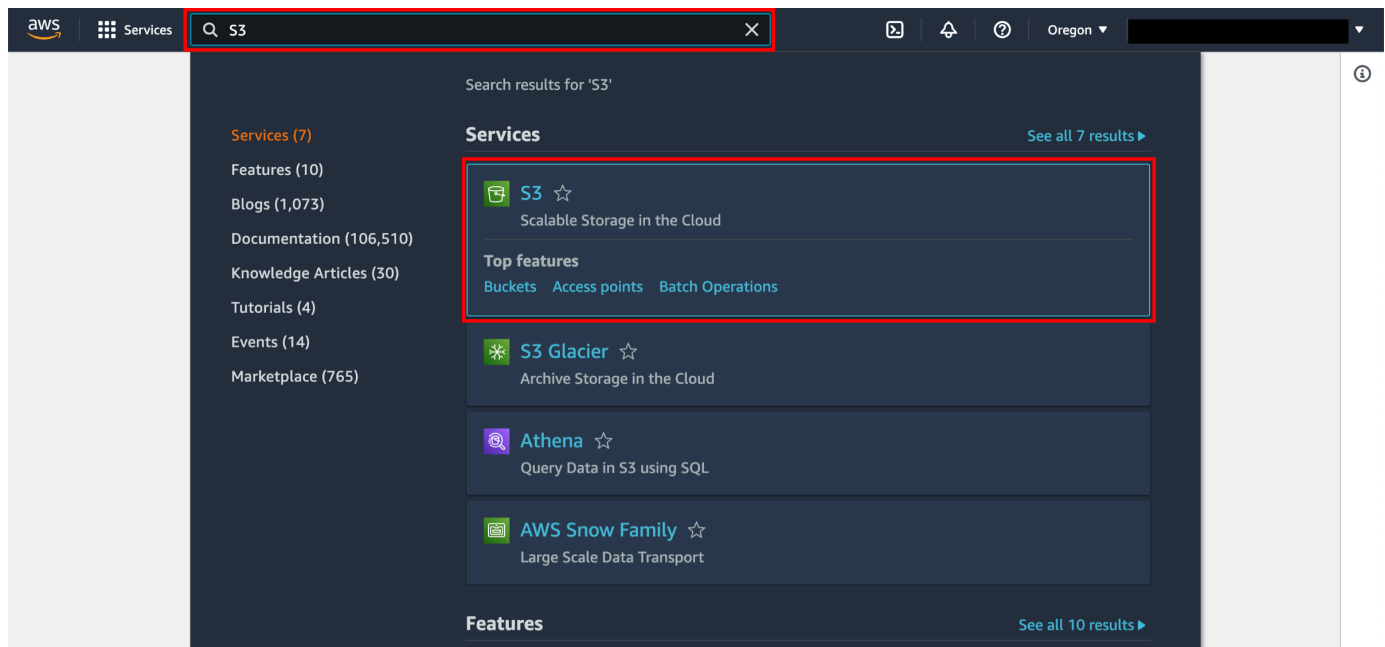 aws
Services
S3
Oregon
Search results for 'S3'
Services (7)
Features (10)
Blogs (1,073)
Documentation (106,510)
Knowledge Articles (30)
Tutorials (4)
Events (14)
Marketplace (765)
Services
See all 7 results
S3
Scalable Storage in the Cloud
Top features
Buckets Access points Batch Operations
S3 Glacier
Archive Storage in the Cloud
Athena
Query Data in S3 using SQL
AWS Snow Family
Large Scale Data Transport
Features
See all 10 results